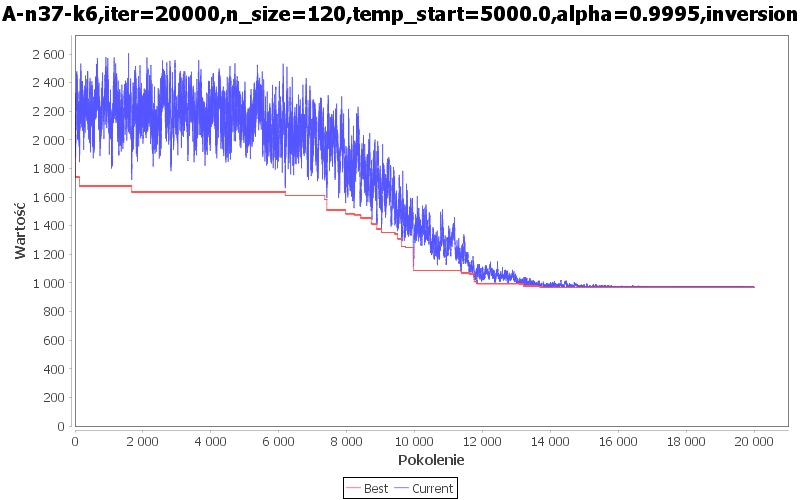 A-n37-k6,iter=20000,n_size=120,temp_start=5000.0,alpha=0.9995,inversion
2 600
2 400
2 200
2 000
1 800
1 600
1 400
1 200
1 000
800
600
400
200
0
Wartość
0 2 000 4 000 6 000 8 000 10 000 12 000 14 000 16 000 18 000 20 000
Pokolenie
Best Current